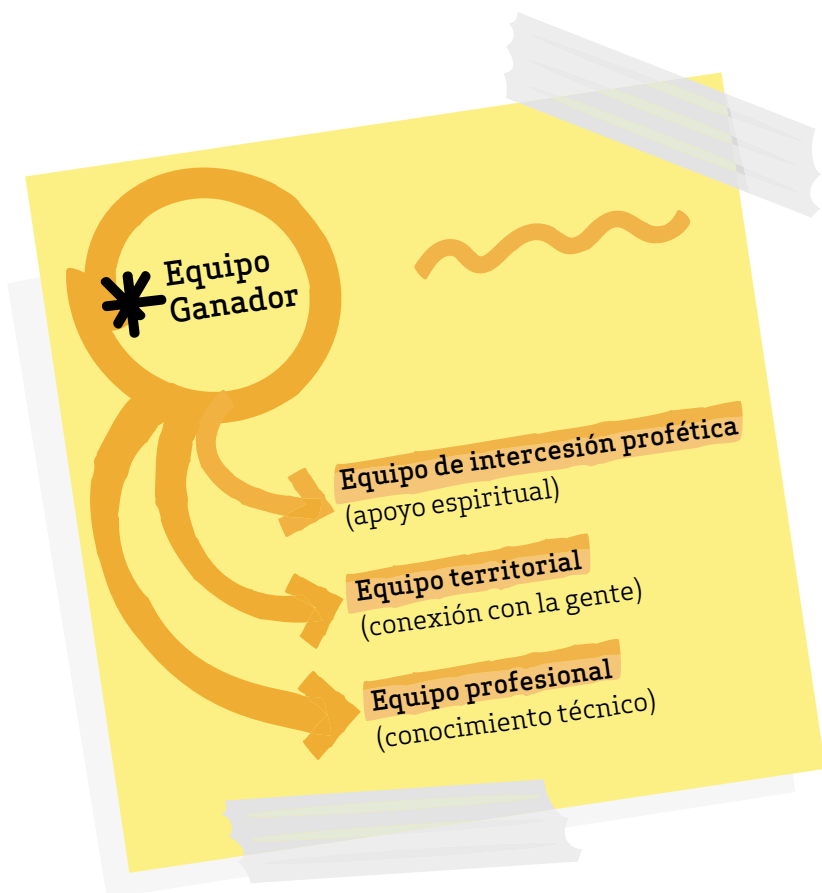 Equipo
Ganador
Equipo de intercesión profética
(apoyo espiritual)
Equipo territorial
(conexión con la gente)
Equipo profesional
(conocimiento técnico)